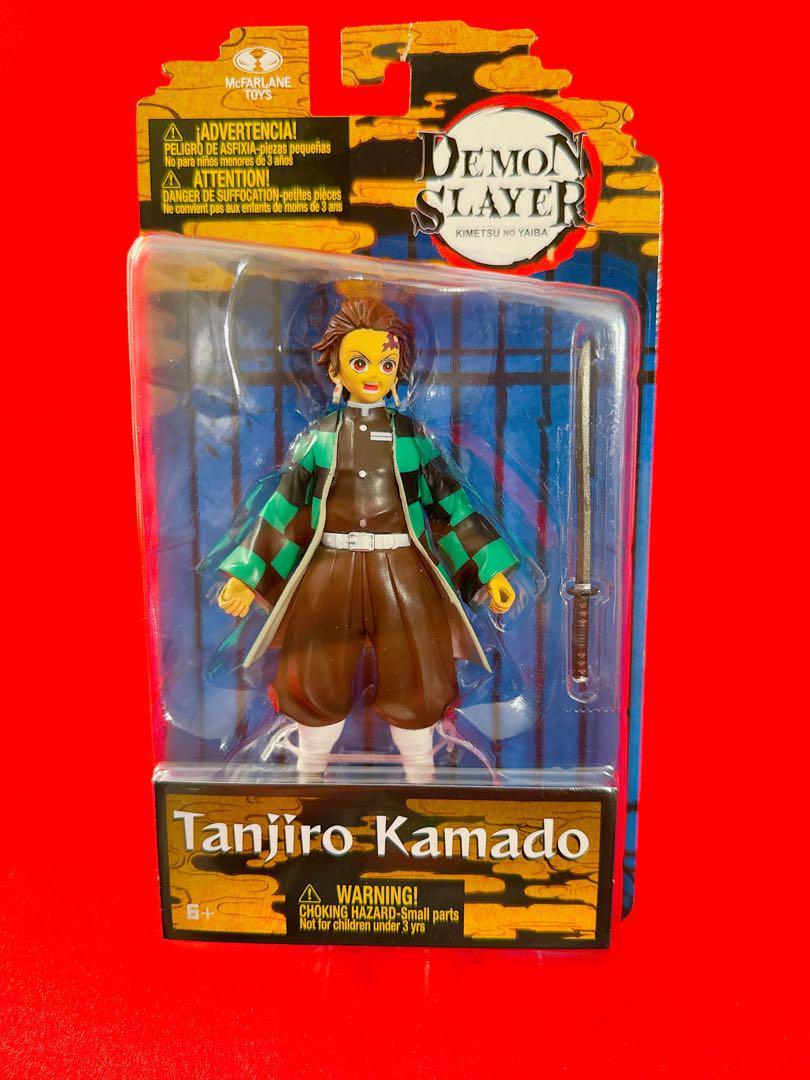 McFARLANE
TOYS
¡ADVERTENCIA!
PELIGRO DE ASFIXIA-piezas pequeñas
No para niños menores de 3 años
ATTENTION!
DANGER DE SUFFOCATION-petites pièces
Ne convient pas aux enfants de moins de 3 ans
DEMON
SLAYER
KIMETSU NO YAIBA
Tanjiro Kamado
6+
WARNING!
CHOKING HAZARD-Small parts
Not for children under 3 yrs